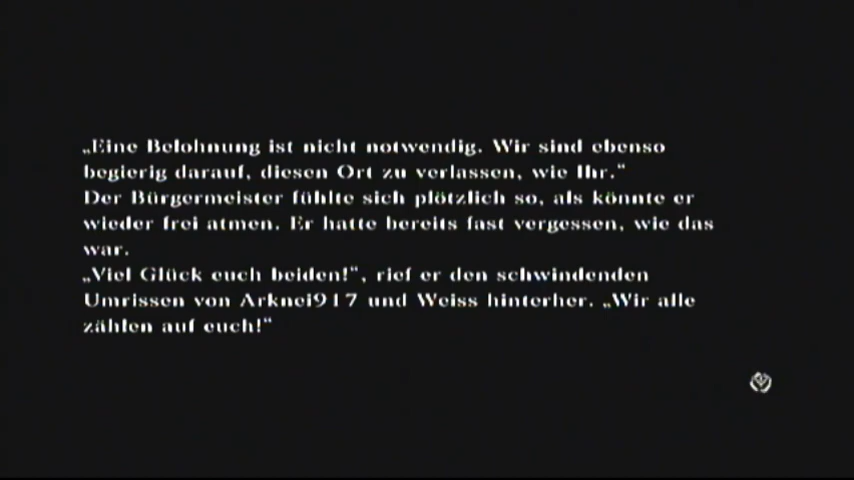 „Eine Belohnung ist nicht notwendig. Wir sind ebenso
begierig darauf, diesen Ort zu verlassen, wie Ihr.“
Der Bürgermeister fühlte sich plötzlich so, als könnte er
wieder frei atmen. Er hatte bereits fast vergessen, wie das
war.
„Viel Glück euch beiden!“, rief er den schwindenden
Umrissen von Arknei917 und Weiss hinterher. „Wir alle
zählen auf euch!“